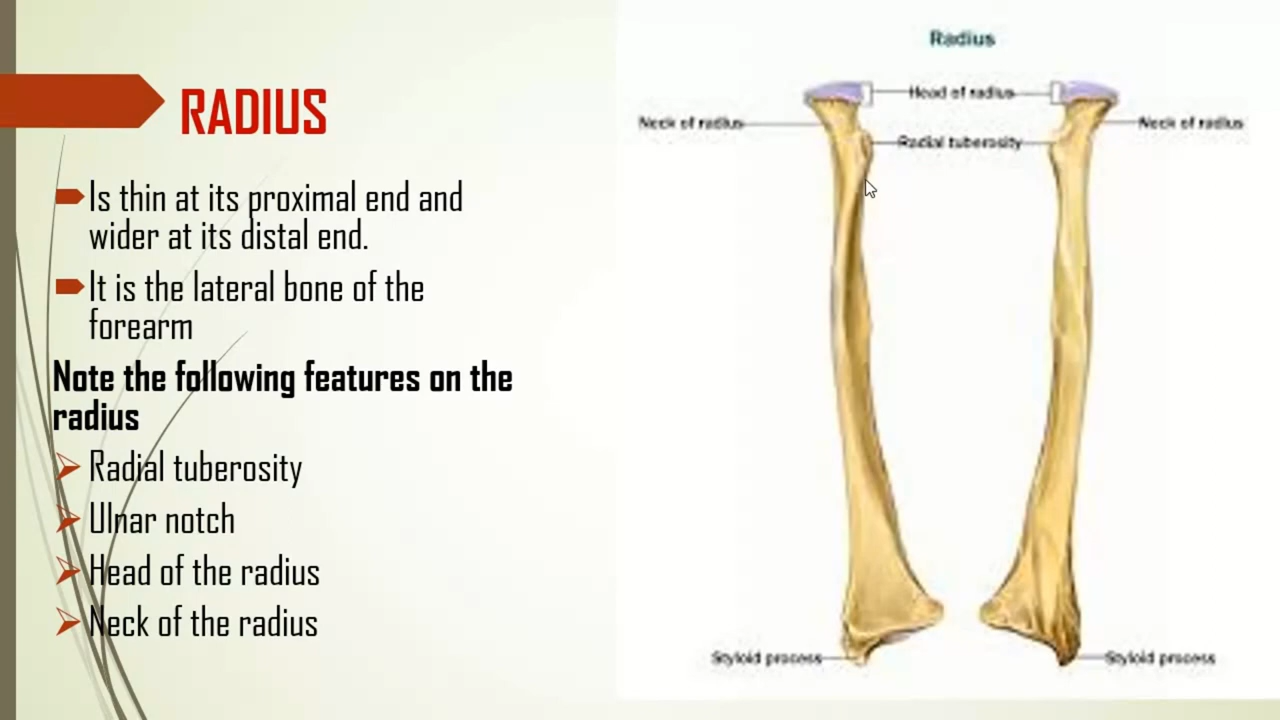 RADIUS
Is thin at its proximal end and
wider at its distal end.
It is the lateral bone of the
forearm
Note the following features on the
radius
Radial tuberosity
Ulnar notch
Head of the radius
Neck of the radius
Radius
Head of radius
Neck of radius
Neck of radius
Radial tuberosity
Styloid process
Styloid process